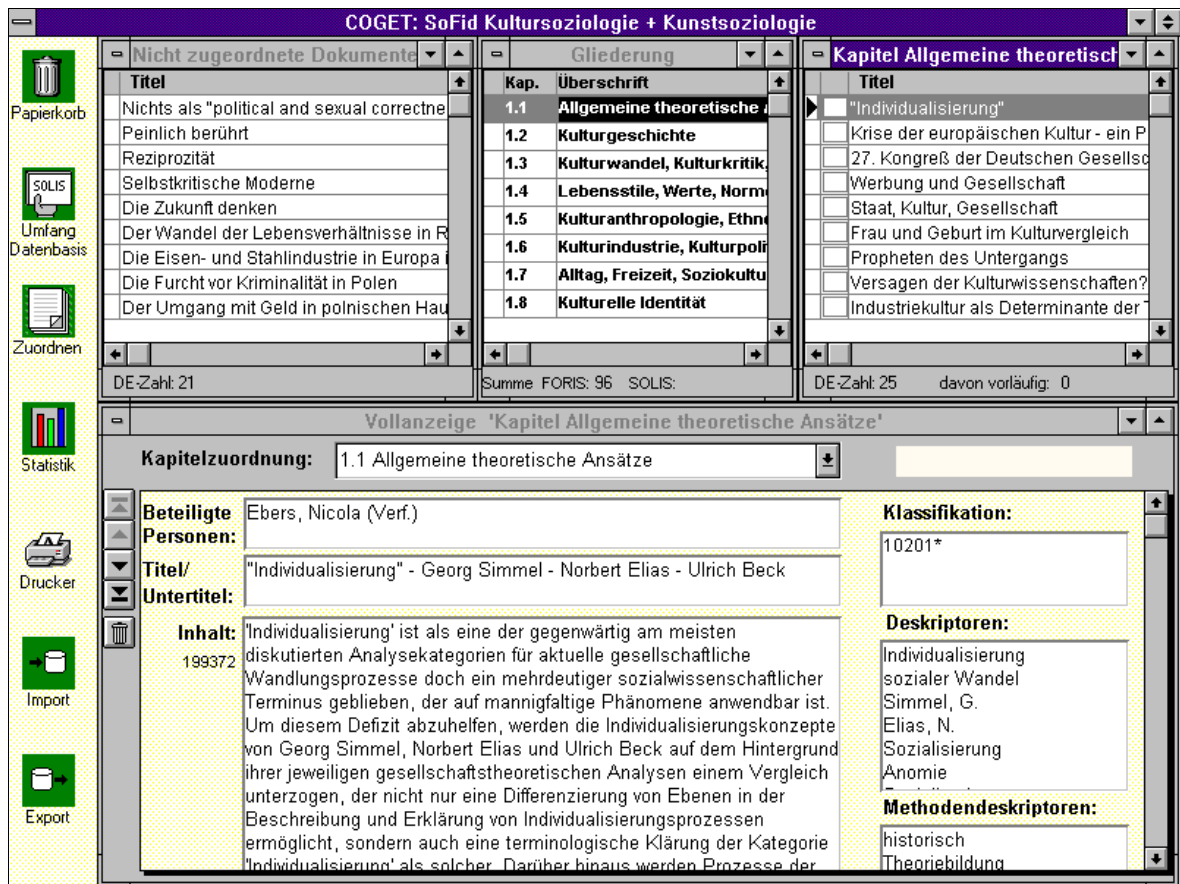 COGET: SoFid Kultursoziologie + Kunstsoziologie
Papierkorb
SOLIS
Umfang
Datenbasis
Zuordnen
Statistik
Drucker
Import
Export
Nicht zugeordnete Dokumente
Titel
Nichts als "political and sexual correctne
Peinlich berührt
Reziprozität
Selbstkritische Moderne
Die Zukunft denken
Der Wandel der Lebensverhältnisse in R
Die Eisen- und Stahlindustrie in Europa i
Die Furcht vor Kriminalität in Polen
Der Umgang mit Geld in polnischen Hau
DE-Zahl: 21
Gliederung
Kap. Überschrift
1.1 Allgemeine theoretische
1.2 Kulturgeschichte
1.3 Kulturwandel, Kulturkritik,
1.4 Lebensstile, Werte, Norm
1.5 Kulturanthropologie, Ethn
1.6 Kulturindustrie, Kulturpoli
1.7 Alltag, Freizeit, Soziokultu
1.8 Kulturelle Identität
Summe FORIS: 96 SOLIS:
Kapitel Allgemeine theoretisch
Titel
"Individualisierung"
Krise der europäischen Kultur - ein P
27. Kongreß der Deutschen Gesellsc
Werbung und Gesellschaft
Staat, Kultur, Gesellschaft
Frau und Geburt im Kulturvergleich
Propheten des Untergangs
Versagen der Kulturwissenschaften?
Industriekultur als Determinante der T
DE-Zahl: 25 davon vorläufig: 0
Vollanzeige 'Kapitel Allgemeine theoretische Ansätze'
Kapitelzuordnung: 1.1 Allgemeine theoretische Ansätze
Beteiligte Personen:
Ebers, Nicola (Verf.)
Titel/
Untertitel:
"Individualisierung" - Georg Simmel - Norbert Elias - Ulrich Beck
Inhalt:
199372
'Individualisierung' ist als eine der gegenwärtig am meisten
diskutierten Analysekategorien für aktuelle gesellschaftliche
Wandlungsprozesse doch ein mehrdeutiger sozialwissenschaftlicher
Terminus geblieben, der auf mannigfaltige Phänomene anwendbar ist.
Um diesem Defizit abzuhelfen, werden die Individualisierungskonzepte
von Georg Simmel, Norbert Elias und Ulrich Beck auf dem Hintergrund
ihrer jeweiligen gesellschaftstheoretischen Analysen einem Vergleich
unterzogen, der nicht nur eine Differenzierung von Ebenen in der
Beschreibung und Erklärung von Individualisierungsprozessen
ermöglicht, sondern auch eine terminologische Klärung der Kategorie
'Individualisierung' als solcher. Darüber hinaus werden Prozesse der
Klassifikation:
10201*
Deskriptoren:
Individualisierung
sozialer Wandel
Simmel, G.
Elias, N.
Sozialisierung
Anomie
Methodendeskriptoren:
historisch
Theoriebildung